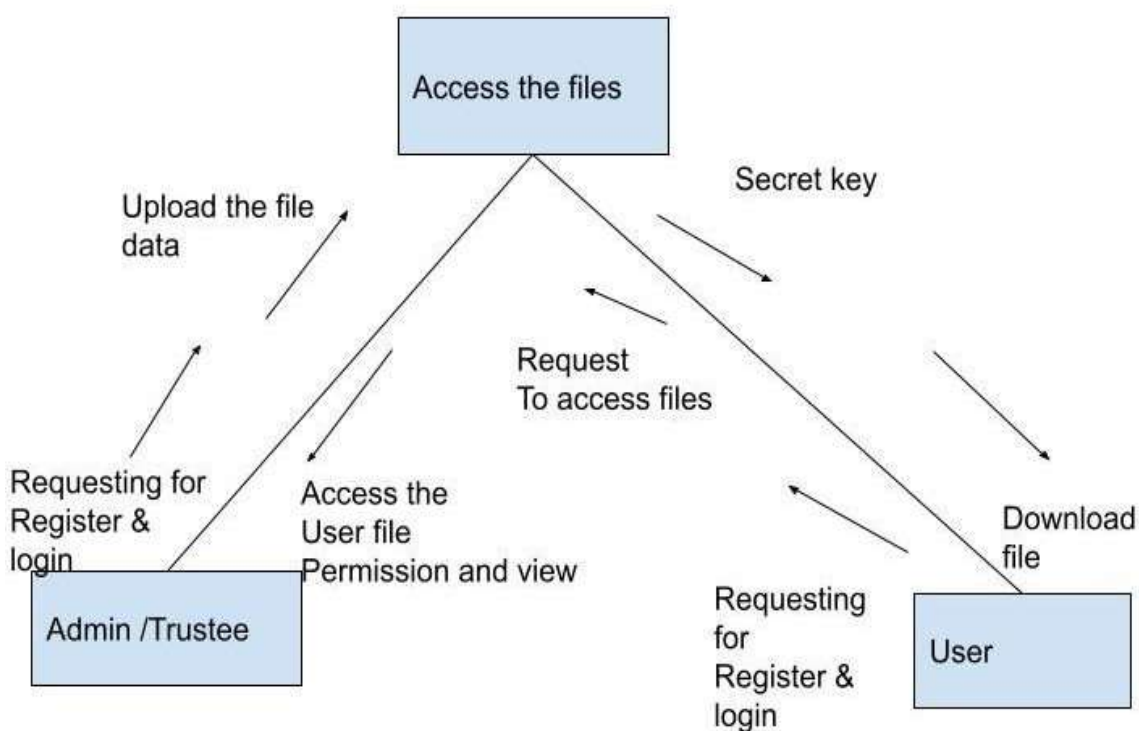 Access the files
Secret key
Upload the file
data
Request
To access files
Requesting for
Register &
login
Access the
User file
Permission and view
Download
file
Admin /Trustee
Requesting
for
Register &
login
User